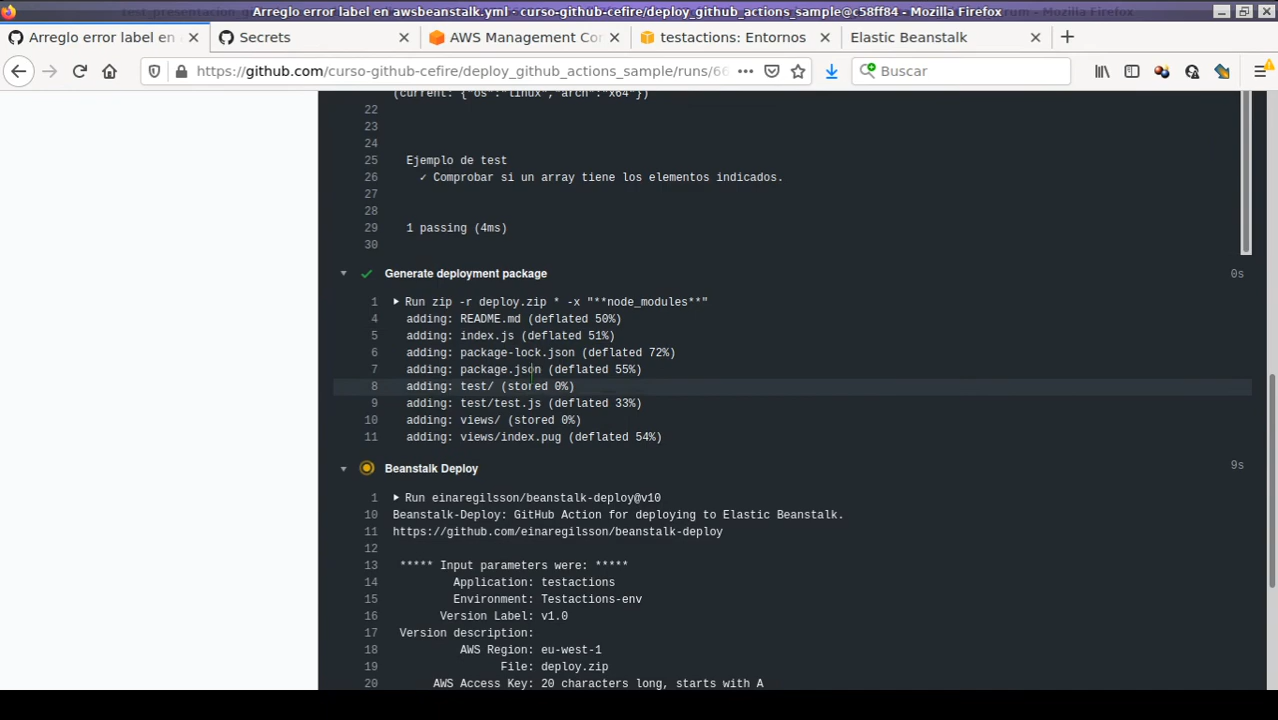 Arreglo error label en awsbeanstalk.yml · curso-github-cefire/deploy_github_actions_sample@c58ff84 - Mozilla Firefox
Arreglo error label en
Secrets
AWS Management Co
testactions: Entornos
Elastic Beanstalk
https://github.com/curso-github-cefire/deploy_github_actions_sample/runs/66
Buscar
(current: {"os":"linux","arch":"x64"})
22
23
24
25 Ejemplo de test
26 ✓ Comprobar si un array tiene los elementos indicados.
27
28
29 1 passing (4ms)
30
Generate deployment package 0s
1 Run zip -r deploy.zip * -x "**node_modules**"
4 adding: README.md (deflated 50%)
5 adding: index.js (deflated 51%)
6 adding: package-lock.json (deflated 72%)
7 adding: package.json (deflated 55%)
8 adding: test/ (stored 0%)
9 adding: test/test.js (deflated 33%)
10 adding: views/ (stored 0%)
11 adding: views/index.pug (deflated 54%)
Beanstalk Deploy 9s
1 Run einaregilsson/beanstalk-deploy@v10
10 Beanstalk-Deploy: GitHub Action for deploying to Elastic Beanstalk.
11 https://github.com/einaregilsson/beanstalk-deploy
12
13 ***** Input parameters were: *****
14 Application: testactions
15 Environment: Testactions-env
16 Version Label: v1.0
17 Version description:
18 AWS Region: eu-west-1
19 File: deploy.zip
20 AWS Access Key: 20 characters long, starts with A